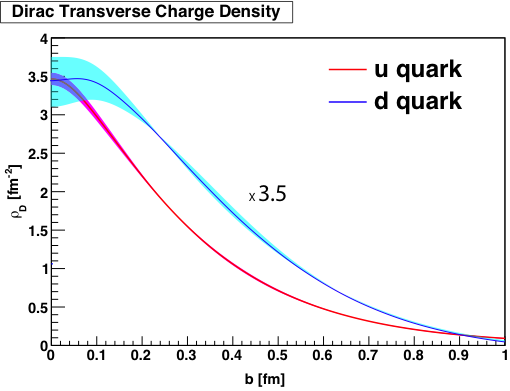 Dirac Transverse Charge Density
u quark
d quark
x 3.5
ρD [fm-2]
4
3.5
3
2.5
2
1.5
1
0.5
0
0 0.1 0.2 0.3 0.4 0.5 0.6 0.7 0.8 0.9 1
b [fm]